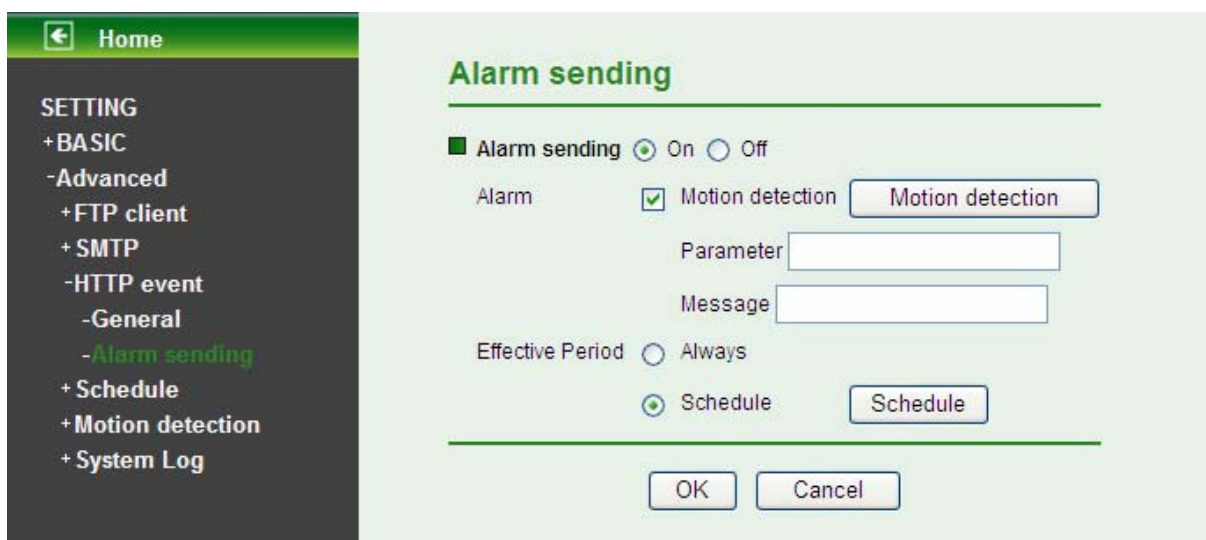 Home
SETTING
+BASIC
-Advanced
+FTP client
+SMTP
-HTTP event
-General
-Alarm sending
+Schedule
+Motion detection
+System Log
Alarm sending
Alarm sending On Off
Alarm Motion detection Motion detection
Parameter
Message
Effective Period Always
Schedule Schedule
OK Cancel